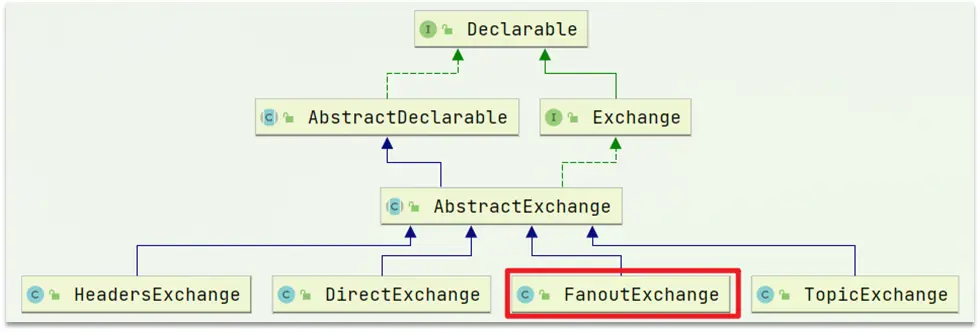 I Declarable
C AbstractDeclarable
I Exchange
C AbstractExchange
C HeadersExchange
C DirectExchange
C FanoutExchange
C TopicExchange